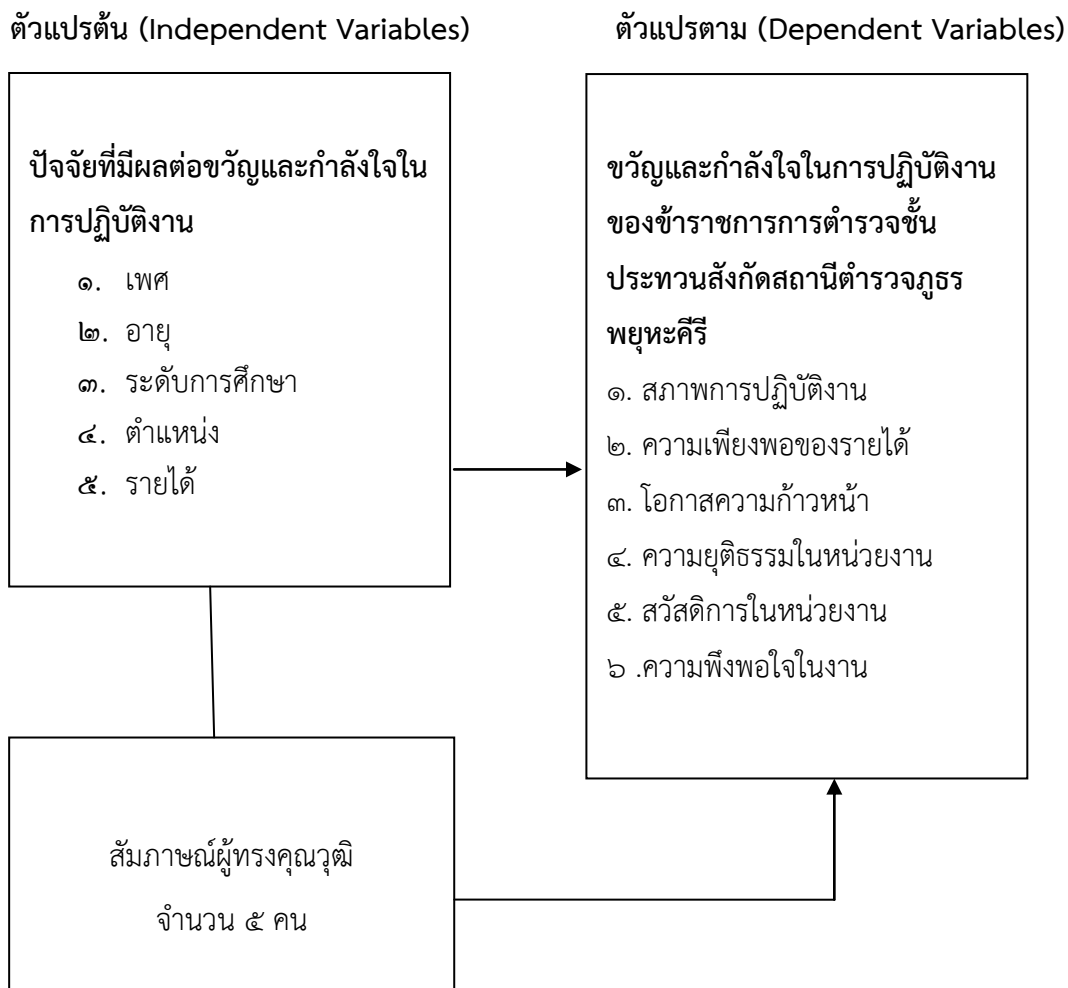 ตัวแปรต้น (Independent Variables)
ตัวแปรตาม (Dependent Variables)
ปัจจัยที่มีผลต่อขวัญและกำลังใจใน
การปฏิบัติงาน
๑. เพศ
๒. อายุ
๓. ระดับการศึกษา
๔. ตำแหน่ง
๕. รายได้
ขวัญและกำลังใจในการปฏิบัติงาน
ของข้าราชการการตำรวจชั้น
ประทวนสังกัดสถานีตำรวจภูธร
พยุหะคีรี
๑. สภาพการปฏิบัติงาน
๒. ความเพียงพอของรายได้
๓. โอกาสความก้าวหน้า
๔. ความยุติธรรมในหน่วยงาน
๕. สวัสดิการในหน่วยงาน
๖ .ความพึงพอใจในงาน
สัมภาษณ์ผู้ทรงคุณวุฒิ
จำนวน ๕ คน